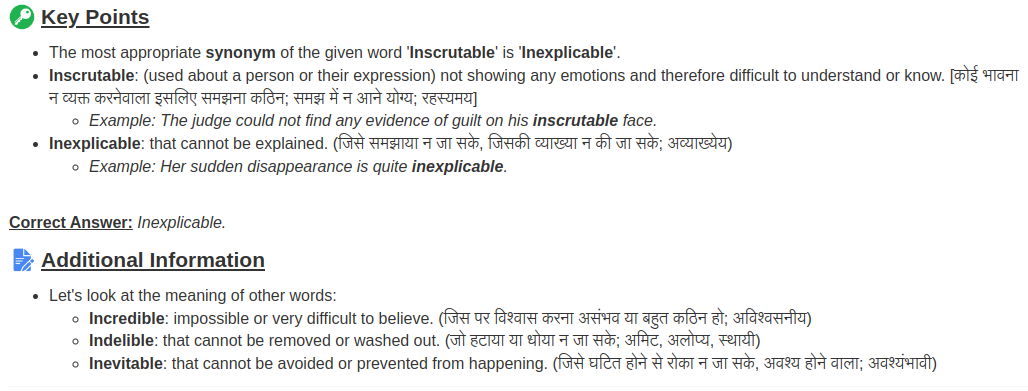 Key Points
• The most appropriate synonym of the given word 'Inscrutable' is 'Inexplicable'.
• Inscrutable: (used about a person or their expression) not showing any emotions and therefore difficult to understand or know. [कोई भावना
न व्यक्त करनेवाला इसलिए समझना कठिन; समझ में न आने योग्य; रहस्यमय]
◦ Example: The judge could not find any evidence of guilt on his inscrutable face.
• Inexplicable: that cannot be explained. (जिसे समझाया न जा सके, जिसकी व्याख्या न की जा सके; अव्याख्येय)
◦ Example: Her sudden disappearance is quite inexplicable.
Correct Answer: Inexplicable.
Additional Information
• Let's look at the meaning of other words:
◦ Incredible: impossible or very difficult to believe. (जिस पर विश्वास करना असंभव या बहुत कठिन हो; अविश्वसनीय)
◦ Indelible: that cannot be removed or washed out. (जो हटाया या धोया न जा सके; अमिट, अलोप्य, स्थायी)
◦ Inevitable: that cannot be avoided or prevented from happening. (जिसे घटित होने से रोका न जा सके, अवश्य होने वाला; अवश्यंभावी)